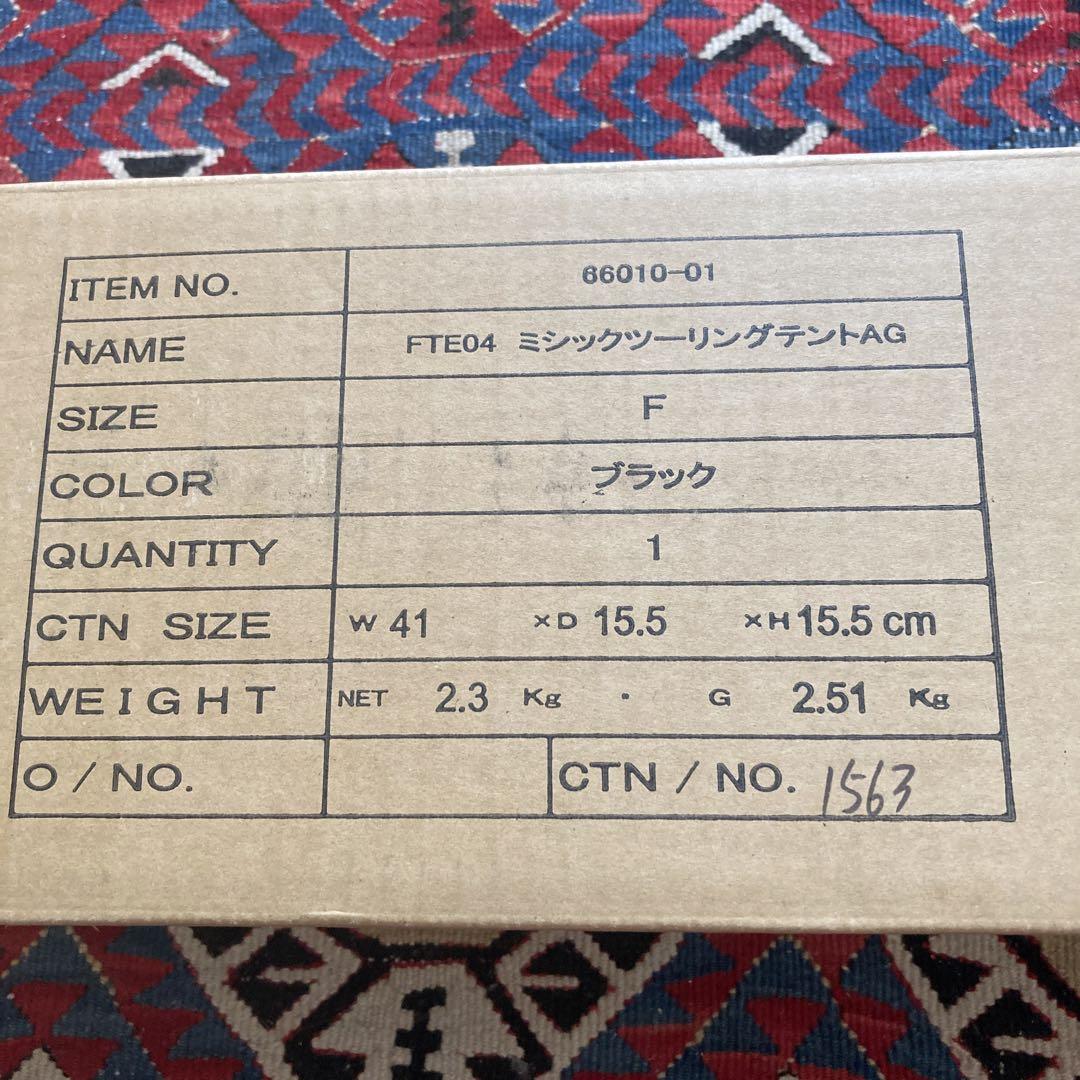 ITEM NO. 66010-01
NAME FTE04 ミシックツーリングテントAG
SIZE F
COLOR ブラック
QUANTITY 1
CTN SIZE W 41 ×D 15.5 ×H 15.5 cm
WEIGHT NET 2.3 Kg ・ G 2.51 Kg
O / NO. CTN / NO. 1563